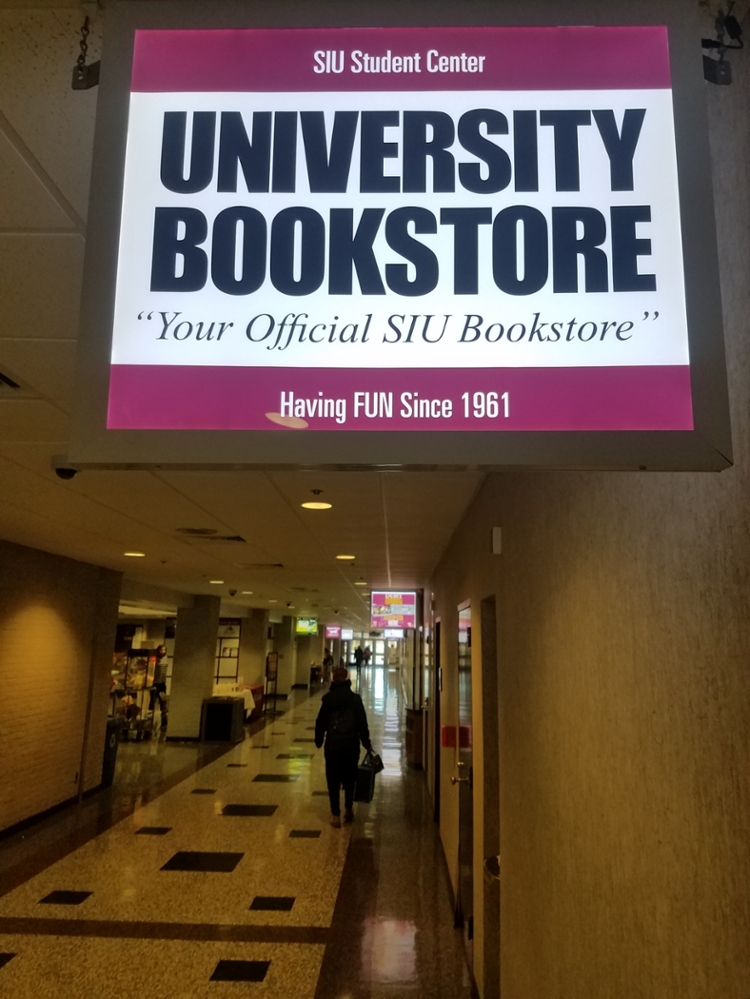 SIU Student Center
UNIVERSITY
BOOKSTORE
“Your Official SIU Bookstore”
Having FUN Since 1961